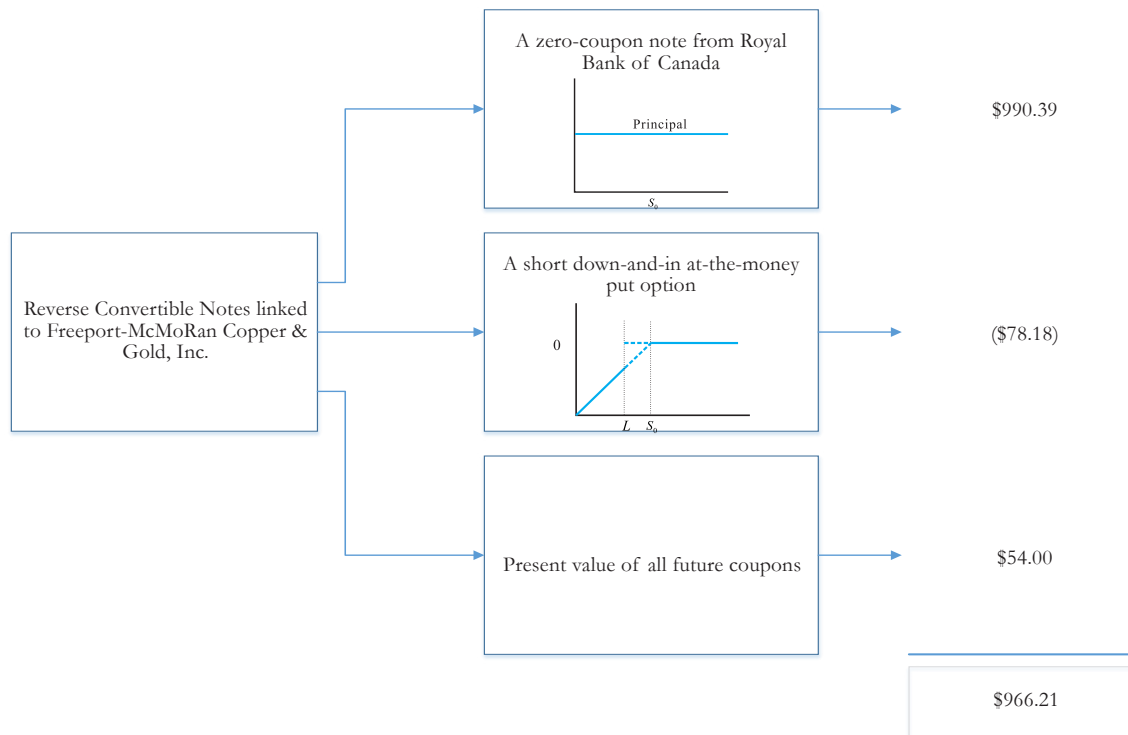 A zero-coupon note from Royal
Bank of Canada
Principal
S₀
$990.39
Reverse Convertible Notes linked
to Freeport-McMoRan Copper &
Gold, Inc.
A short down-and-in at-the-money
put option
0
L S₀
($78.18)
Present value of all future coupons
$54.00
$966.21